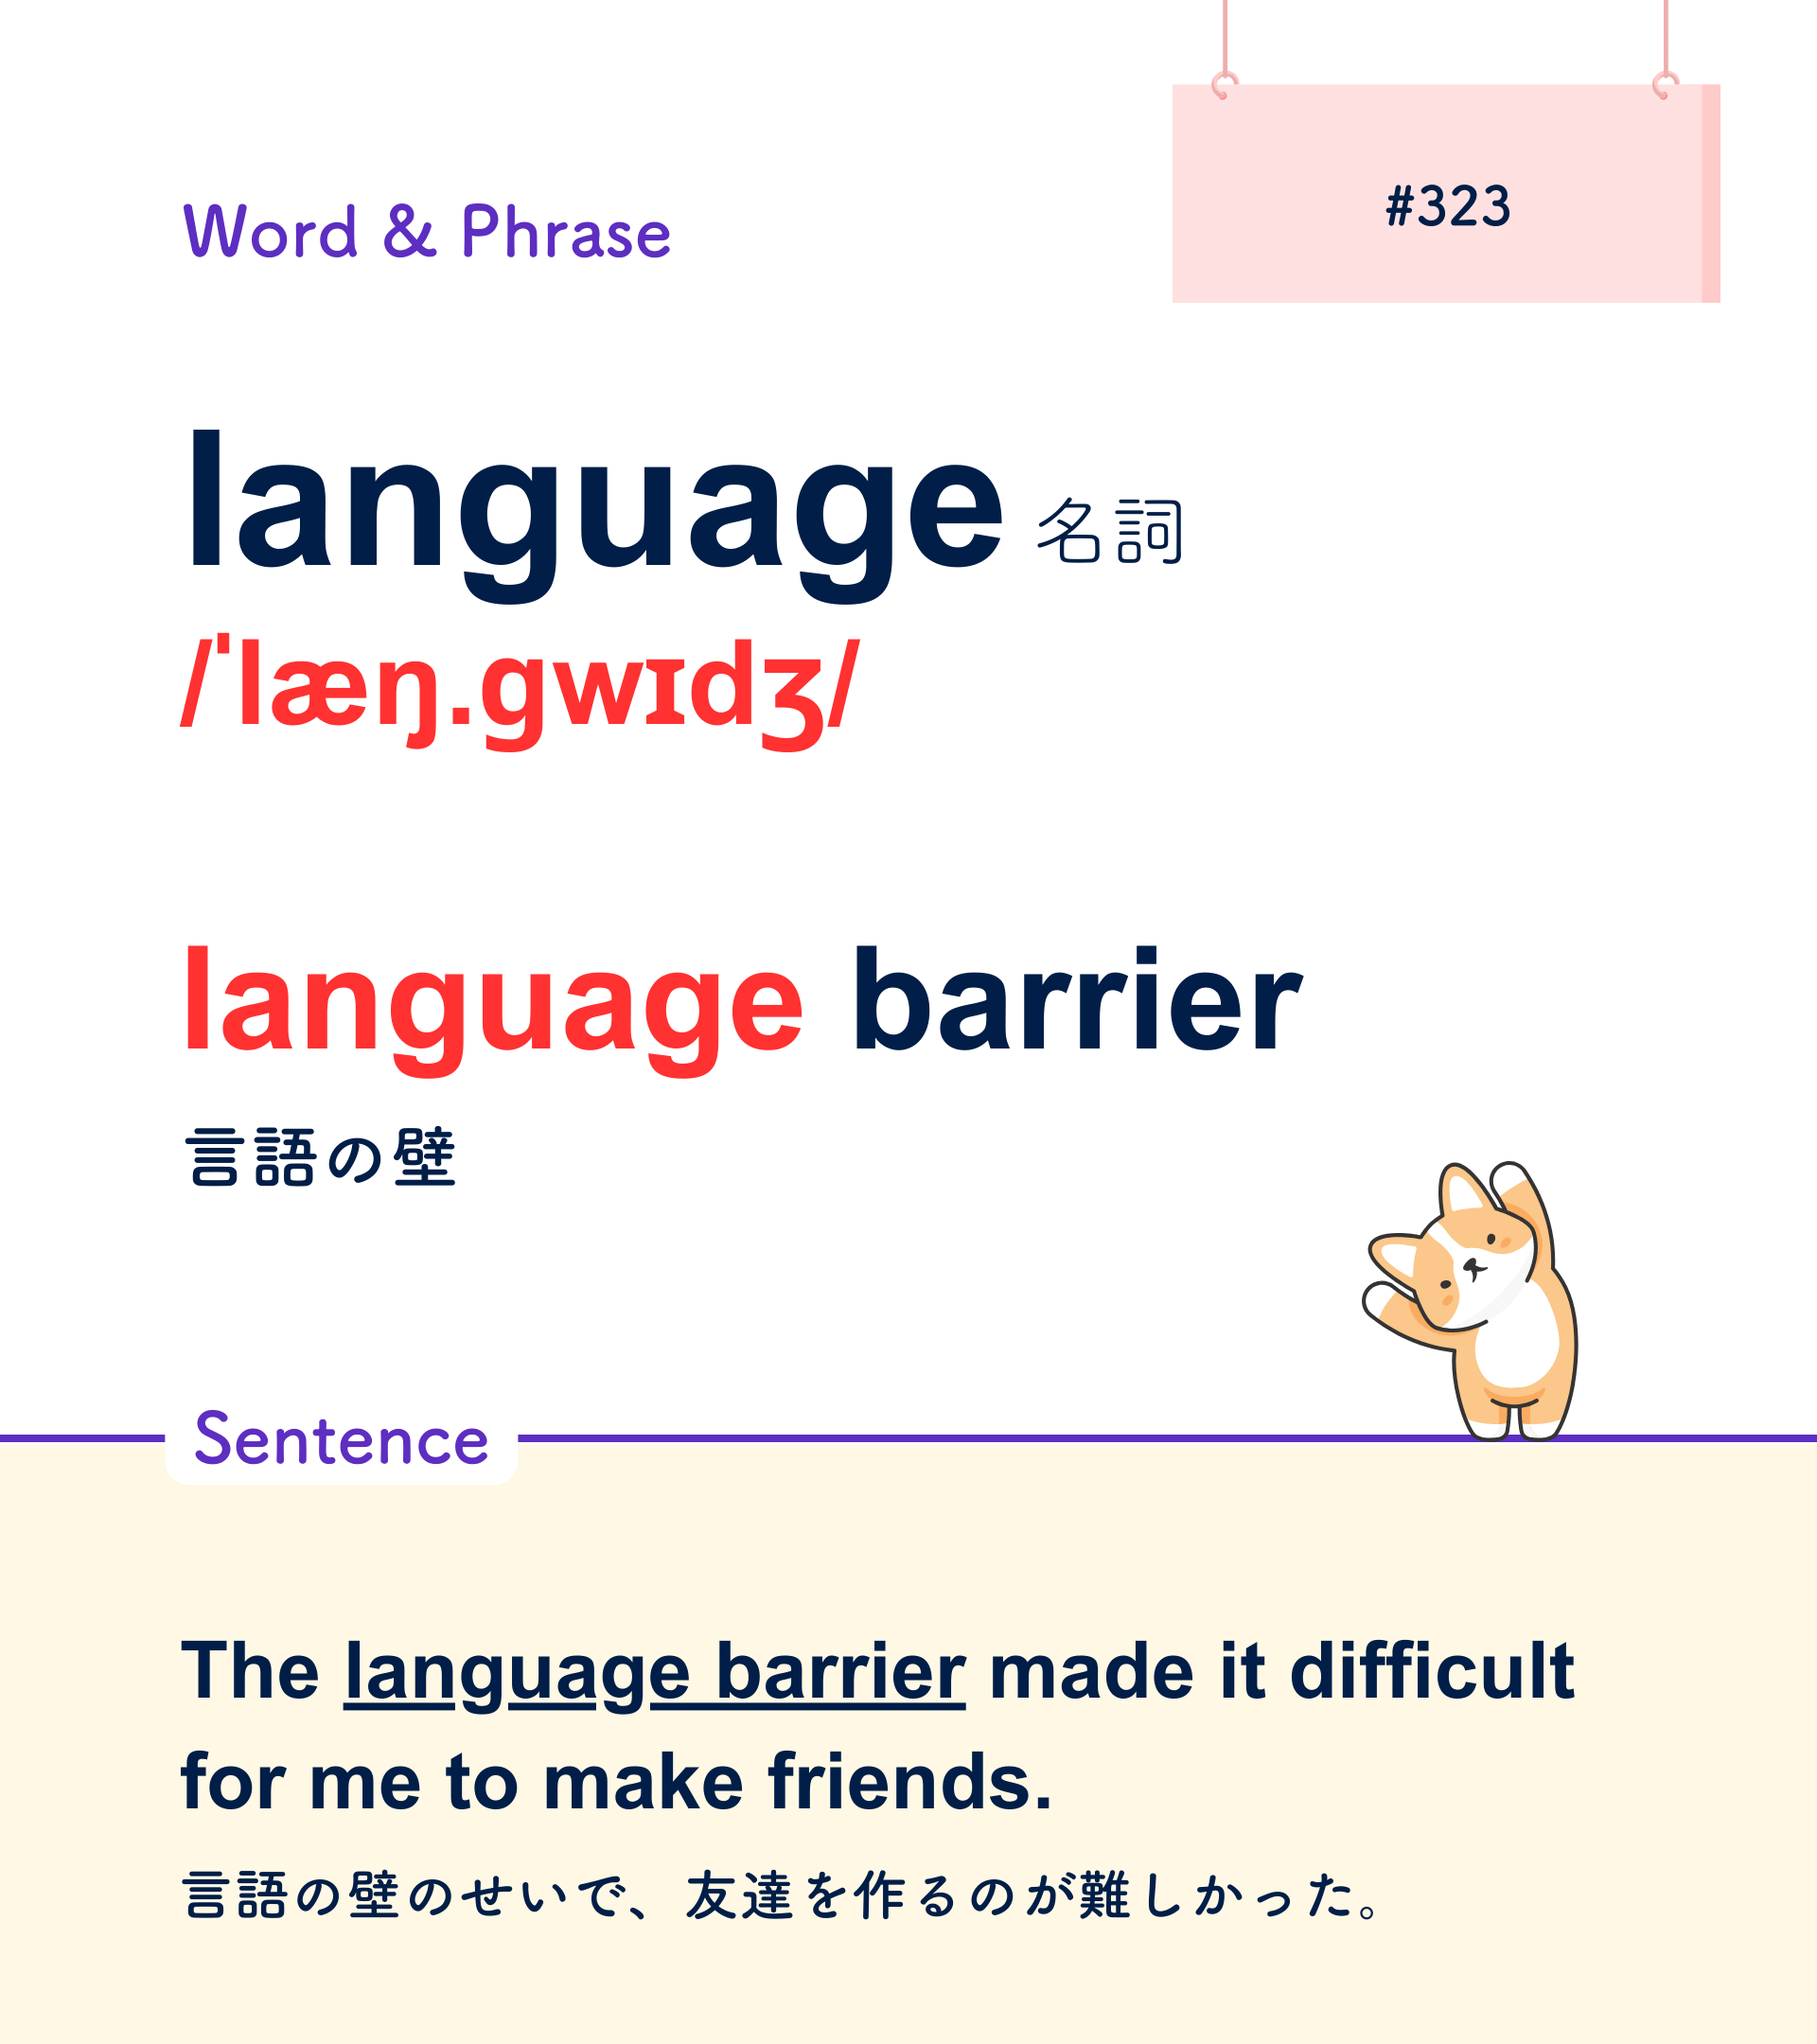 Word & Phrase
#323
language 名詞
/ˈlæŋ.gwɪdʒ/
language barrier
言語の壁
Sentence
The language barrier made it difficult
for me to make friends.
言語の壁のせいで、友達を作るのが難しかった。